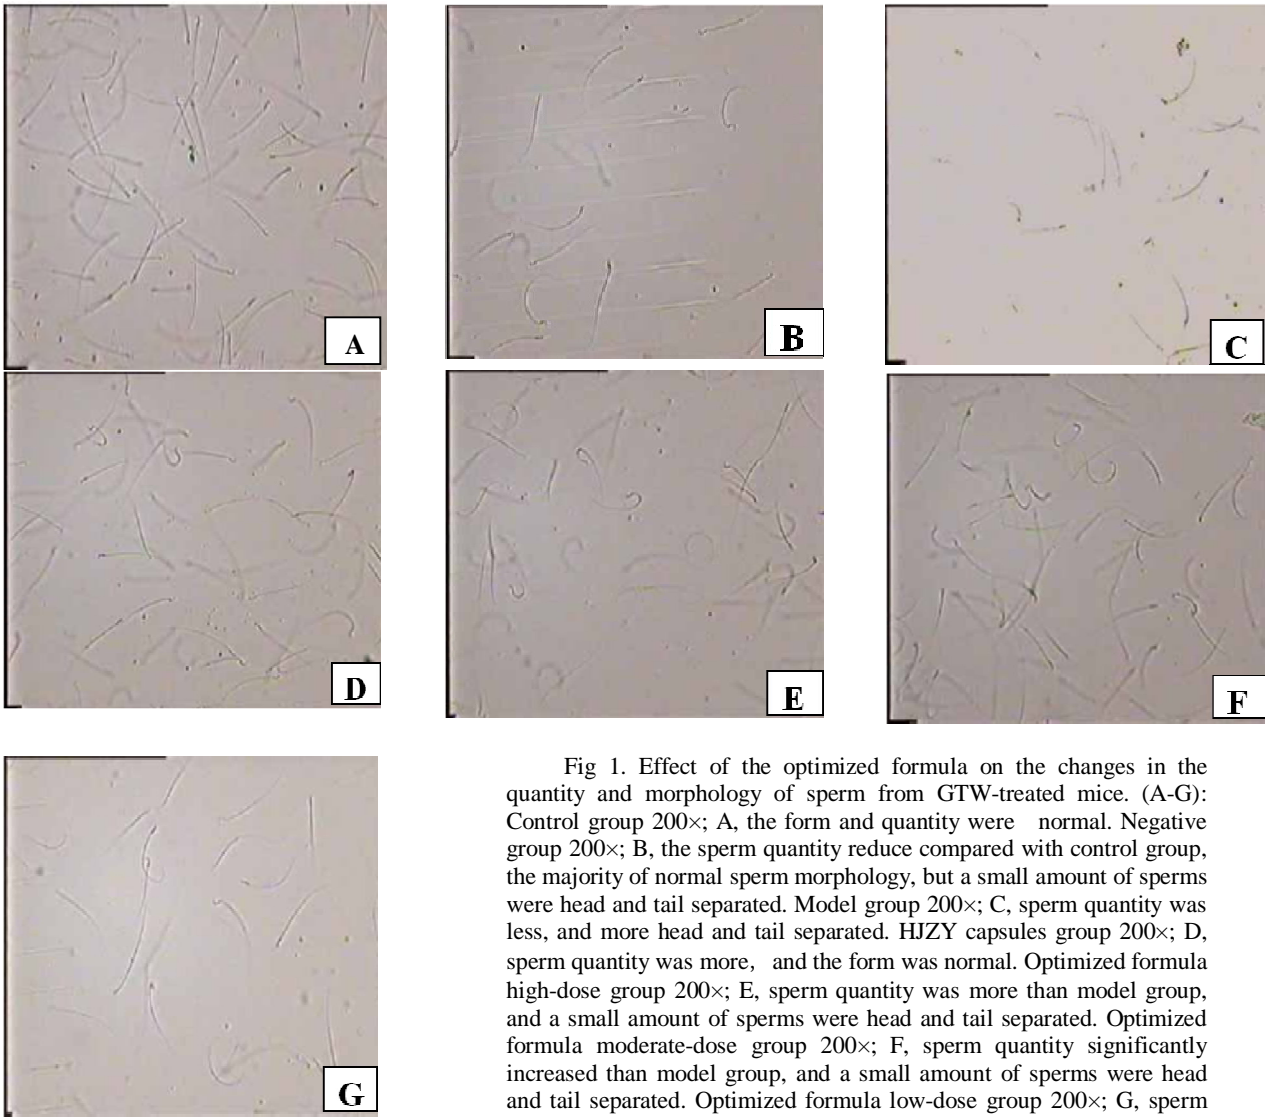 A
B
C
D
E
F
G
Fig 1. Effect of the optimized formula on the changes in the
quantity and morphology of sperm from GTW-treated mice. (A-G):
Control group 200×; A, the form and quantity were normal. Negative
group 200×; B, the sperm quantity reduce compared with control group,
the majority of normal sperm morphology, but a small amount of sperms
were head and tail separated. Model group 200×; C, sperm quantity was
less, and more head and tail separated. HJZY capsules group 200×; D,
sperm quantity was more, and the form was normal. Optimized formula
high-dose group 200×; E, sperm quantity was more than model group,
and a small amount of sperms were head and tail separated. Optimized
formula moderate-dose group 200×; F, sperm quantity significantly
increased than model group, and a small amount of sperms were head
and tail separated. Optimized formula low-dose group 200×; G, sperm